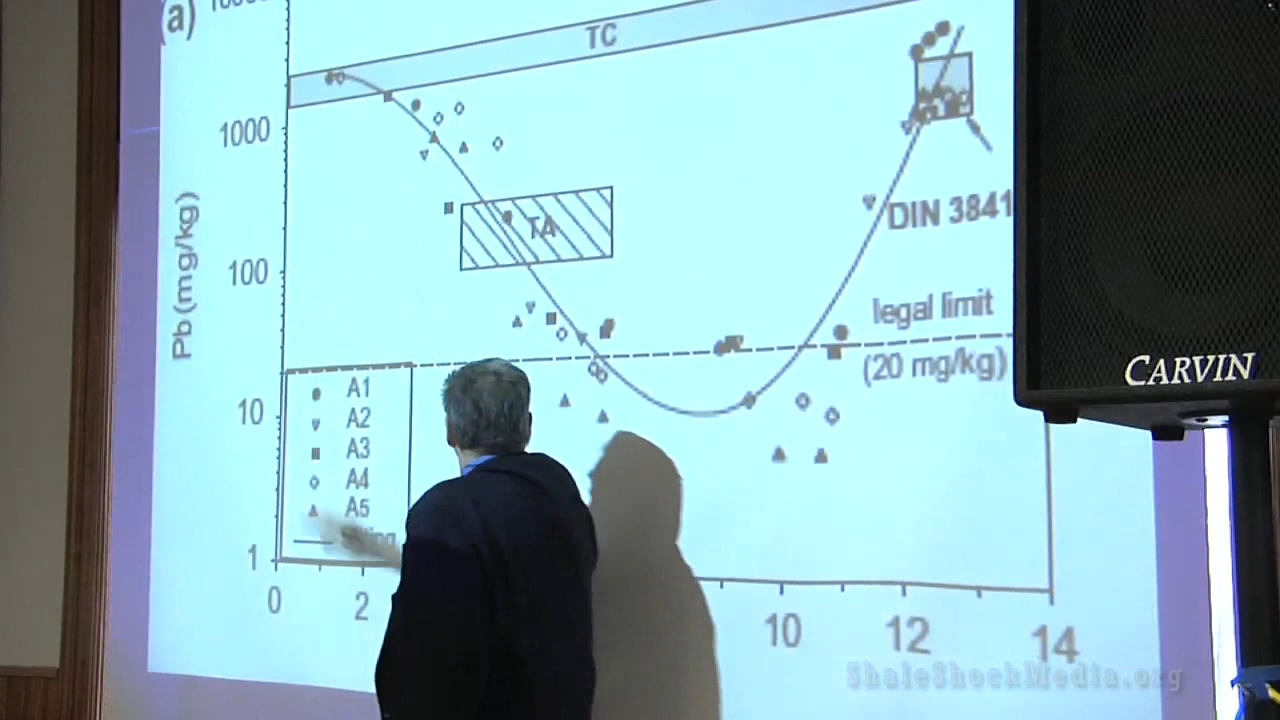 (a)
TC
1000
Pb (mg/kg)
TA
DIN 3841
100
legal limit
(20 mg/kg)
CARVIN
10
A1
A2
A3
A4
A5
1
0
2
10
12
14
ShaleShockMedia.org